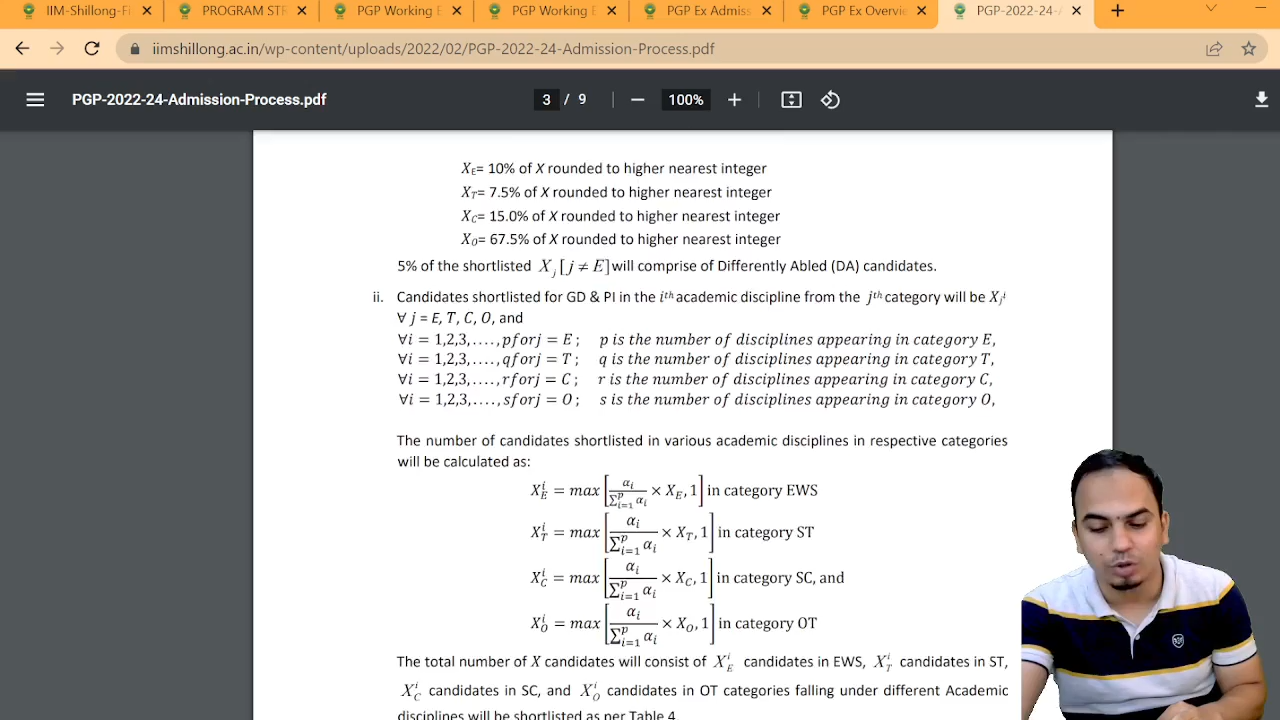 IIM-Shillong-Fi
PROGRAM STR
PGP Working E
PGP Working E
PGP Ex Admiss
PGP Ex Overvie
PGP-2022-24-A
iimshillong.ac.in/wp-content/uploads/2022/02/PGP-2022-24-Admission-Process.pdf
PGP-2022-24-Admission-Process.pdf
3 / 9
100%
X_E= 10% of X rounded to higher nearest integer
X_T= 7.5% of X rounded to higher nearest integer
X_C= 15.0% of X rounded to higher nearest integer
X_O= 67.5% of X rounded to higher nearest integer
5% of the shortlisted X_j [j ≠ E] will comprise of Differently Abled (DA) candidates.
ii. Candidates shortlisted for GD & PI in the i^th academic discipline from the j^th category will be X_j^i
∀ j = E, T, C, O, and
∀i = 1,2,3, . . . . , pforj = E ; p is the number of disciplines appearing in category E,
∀i = 1,2,3, . . . . , qforj = T ; q is the number of disciplines appearing in category T,
∀i = 1,2,3, . . . . , rforj = C ; r is the number of disciplines appearing in category C,
∀i = 1,2,3, . . . . , sforj = O ; s is the number of disciplines appearing in category O,
The number of candidates shortlisted in various academic disciplines in respective categories
will be calculated as:
X_E^i = max [α_i / ∑_{i=1}^p α_i × X_E, 1] in category EWS
X_T^i = max [α_i / ∑_{i=1}^p α_i × X_T, 1] in category ST
X_C^i = max [α_i / ∑_{i=1}^p α_i × X_C, 1] in category SC, and
X_O^i = max [α_i / ∑_{i=1}^p α_i × X_O, 1] in category OT
The total number of X candidates will consist of X_E^i candidates in EWS, X_T^i candidates in ST,
X_C^i candidates in SC, and X_O^i candidates in OT categories falling under different Academic
disciplines will be shortlisted as per Table 4.